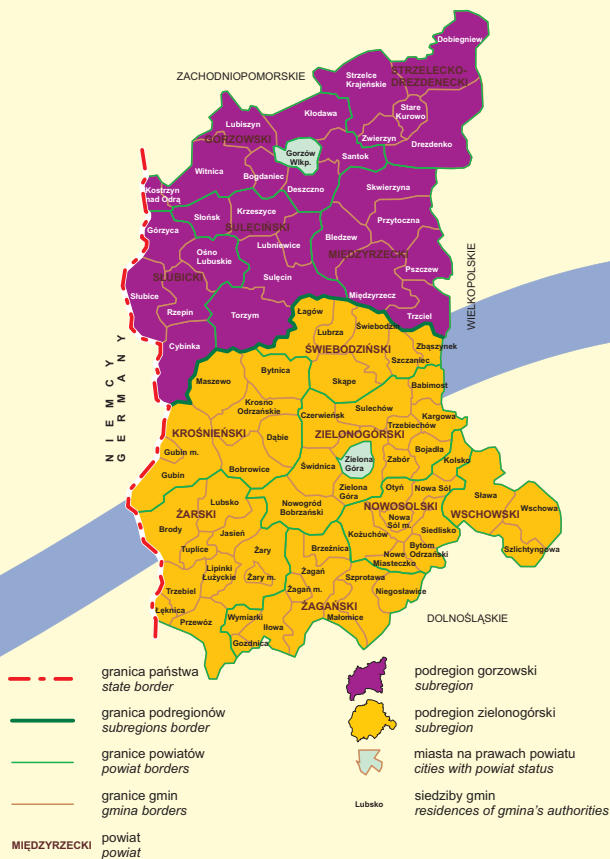 Dobiegniew
ZACHODNIOPOMORSKIE
Strzelce
Krajeńskie
STRZELECKO-
DREZDENECKI
Stare
Kurowo
Kłodawa
Lubiszyn
GORZOWSKI
Zwierzyn
Drezdenko
Gorzów
Wlkp.
Santok
Witnica
Bogdaniec
Deszczno
Skwierzyna
Kostrzyn
nad Odrą
Słońsk
Krzeszyce
SULĘCIŃSKI
Przytoczna
Górzyca
Lubniewice
Bledzew
MIĘDZYRZECKI
Ośno
Lubuskie
SŁUBICKI
Sulęcin
Pszczew
WIELKOPOLSKIE
Słubice
Rzepin
Torzym
Międzyrzecz
Trzciel
Łagów
Lubrza
Świebodzin
Zbąszynek
Cybinka
ŚWIEBODZIŃSKI
Szczaniec
NIEMCY
GERMANY
Maszewo
Bytnica
Skąpe
Babimost
Krosno
Odrzańskie
Czerwieńsk
Sulechów
Kargowa
Trzebiechów
KROŚNIEŃSKI
Dąbie
ZIELONOGÓRSKI
Gubin m.
Zielona
Góra
Zabór
Bojadła
Kolsko
Gubin
Bobrowice
Świdnica
Zielona
Góra
Otyń
Nowa Sól
Sława
Wschowa
Lubsko
Nowogród
Bobrzański
NOWOSOLSKI
WSCHOWSKI
ŻARSKI
Nowa
Sól m.
Brody
Jasień
Kożuchów
Siedlisko
Szlichtyngowa
Tuplice
Żary
Brzeźnica
Bytom
Odrzański
Nowe
Miasteczko
Lipinki
Łużyckie
Żary m.
Żagań
Szprotawa
Trzebiel
Żagań m.
Niegosławice
Łęknica
ŻAGAŃSKI
Przewóz
Wymiarki
Iłowa
Małomice
DOLNOŚLĄSKIE
Gozdnica
granica państwa
state border
granica podregionów
subregions border
granice powiatów
powiat borders
granice gmin
gmina borders
MIĘDZYRZECKI
powiat
powiat
podregion gorzowski
subregion
podregion zielonogórski
subregion
miasta na prawach powiatu
cities with powiat status
Lubsko
siedziby gmin
residences of gmina's authorities